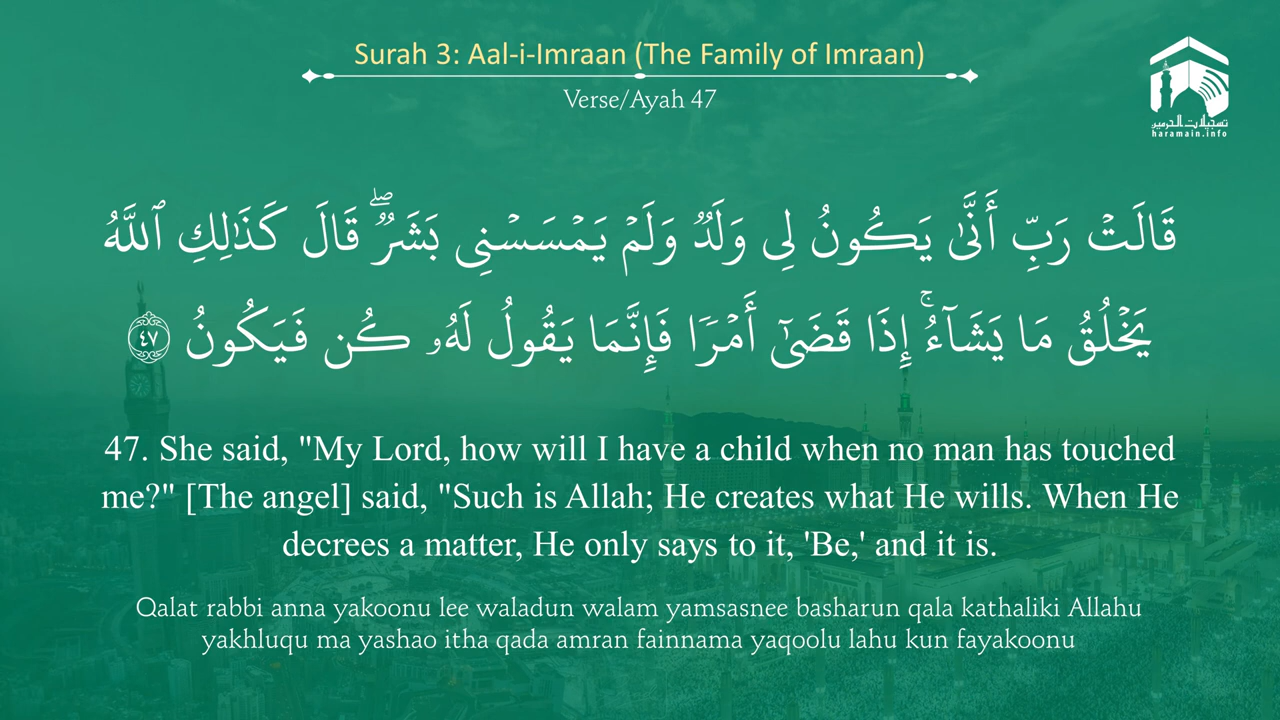 Surah 3: Aal-i-Imraan (The Family of Imraan)
Verse/Ayah 47
تسجيلات الحرمين
haramain.info
قَالَتْ رَبِّ أَنَّىٰ يَكُونُ لِى وَلَدٌ وَلَمْ يَمْسَسْنِى بَشَرٌ ۖ قَالَ كَذَٰلِكِ ٱللَّهُ
يَخْلُقُ مَا يَشَآءُ ۚ إِذَا قَضَىٰٓ أَمْرًا فَإِنَّمَا يَقُولُ لَهُۥ كُن فَيَكُونُ ٤٧
47. She said, "My Lord, how will I have a child when no man has touched
me?" [The angel] said, "Such is Allah; He creates what He wills. When He
decrees a matter, He only says to it, 'Be,' and it is.
Qalat rabbi anna yakoonu lee waladun walam yamsasnee basharun qala kathaliki Allahu
yakhluqu ma yashao itha qada amran fainnama yaqoolu lahu kun fayakoonu